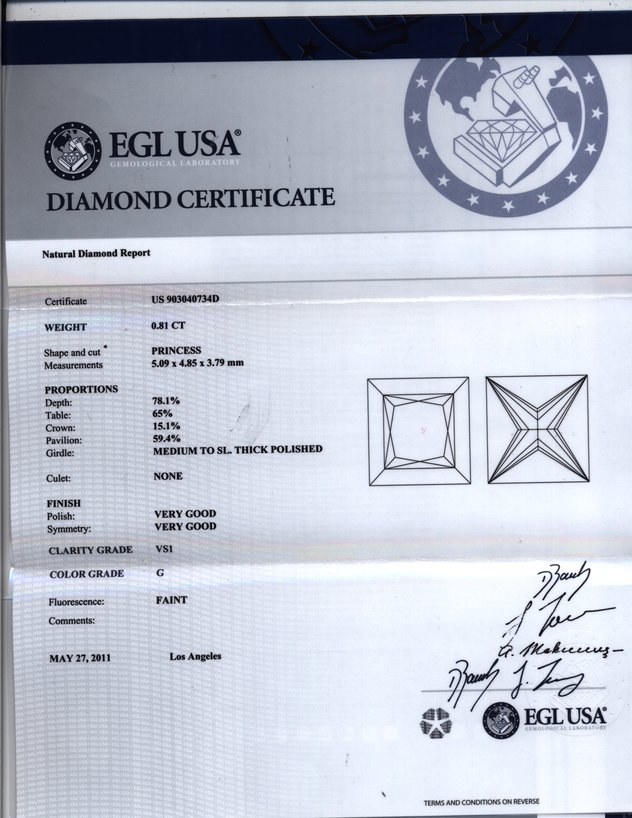 EGL USA®
GEMOLOGICAL LABORATORY
DIAMOND CERTIFICATE
Natural Diamond Report
Certificate US 903040734D
WEIGHT 0.81 CT
Shape and cut * PRINCESS
Measurements 5.09 x 4.85 x 3.79 mm
PROPORTIONS
Depth: 78.1%
Table: 65%
Crown: 15.1%
Pavilion: 59.4%
Girdle: MEDIUM TO SL. THICK POLISHED
Culet: NONE
FINISH
Polish: VERY GOOD
Symmetry: VERY GOOD
CLARITY GRADE VS1
COLOR GRADE G
Fluorescence: FAINT
Comments:
MAY 27, 2011 Los Angeles
EGL USA®
GEMOLOGICAL LABORATORY
TERMS AND CONDITIONS ON REVERSE